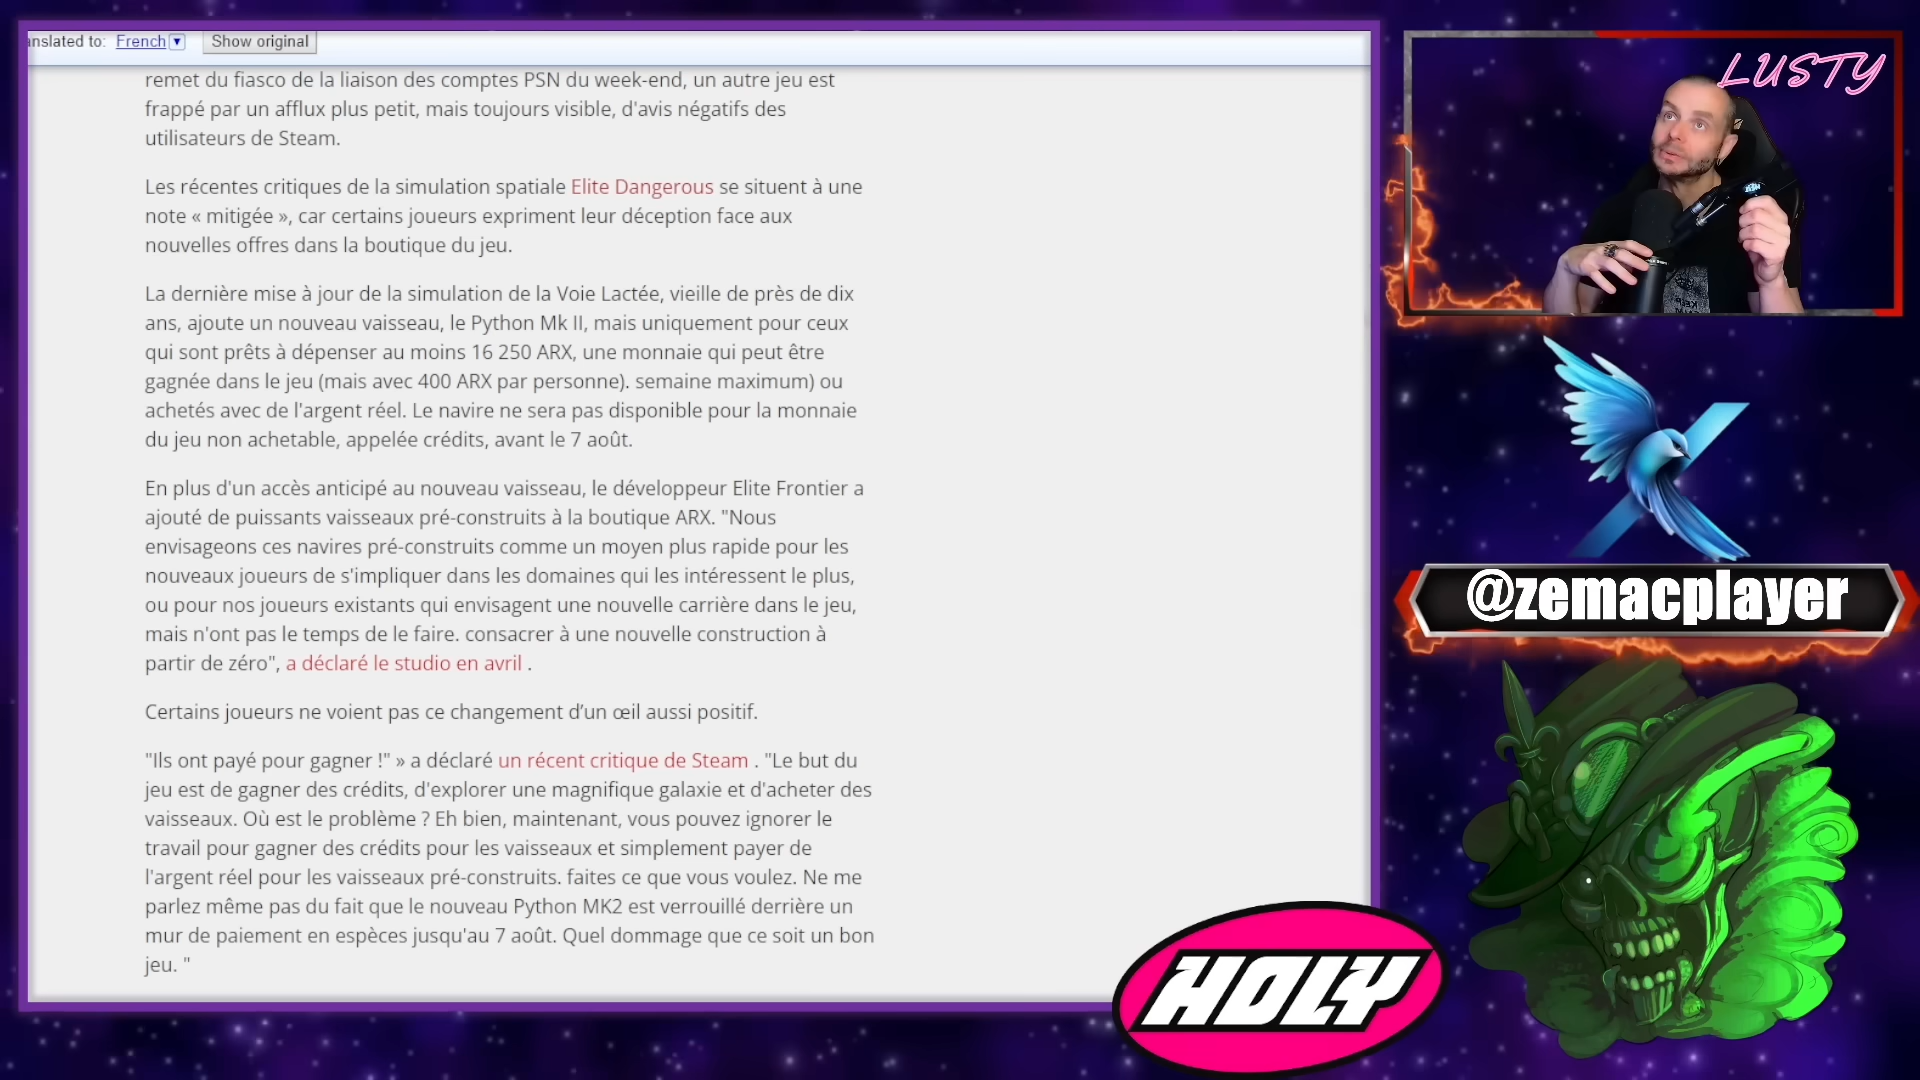 anslated to: French ▼ Show original
remet du fiasco de la liaison des comptes PSN du week-end, un autre jeu est
frappé par un afflux plus petit, mais toujours visible, d'avis négatifs des
utilisateurs de Steam.
Les récentes critiques de la simulation spatiale Elite Dangerous se situent à une
note « mitigée », car certains joueurs expriment leur déception face aux
nouvelles offres dans la boutique du jeu.
La dernière mise à jour de la simulation de la Voie Lactée, vieille de près de dix
ans, ajoute un nouveau vaisseau, le Python Mk II, mais uniquement pour ceux
qui sont prêts à dépenser au moins 16 250 ARX, une monnaie qui peut être
gagnée dans le jeu (mais avec 400 ARX par personne). semaine maximum) ou
achetés avec de l'argent réel. Le navire ne sera pas disponible pour la monnaie
du jeu non achetable, appelée crédits, avant le 7 août.
En plus d'un accès anticipé au nouveau vaisseau, le développeur Elite Frontier a
ajouté de puissants vaisseaux pré-construits à la boutique ARX. "Nous
envisageons ces navires pré-construits comme un moyen plus rapide pour les
nouveaux joueurs de s'impliquer dans les domaines qui les intéressent le plus,
ou pour nos joueurs existants qui envisagent une nouvelle carrière dans le jeu,
mais n'ont pas le temps de le faire. consacrer à une nouvelle construction à
partir de zéro", a déclaré le studio en avril .
Certains joueurs ne voient pas ce changement d’un œil aussi positif.
"Ils ont payé pour gagner !" » a déclaré un récent critique de Steam . "Le but du
jeu est de gagner des crédits, d'explorer une magnifique galaxie et d'acheter des
vaisseaux. Où est le problème ? Eh bien, maintenant, vous pouvez ignorer le
travail pour gagner des crédits pour les vaisseaux et simplement payer de
l'argent réel pour les vaisseaux pré-construits. faites ce que vous voulez. Ne me
parlez même pas du fait que le nouveau Python MK2 est verrouillé derrière un
mur de paiement en espèces jusqu'au 7 août. Quel dommage que ce soit un bon
jeu. "
LUSTY
@zemacplayer
HOLY